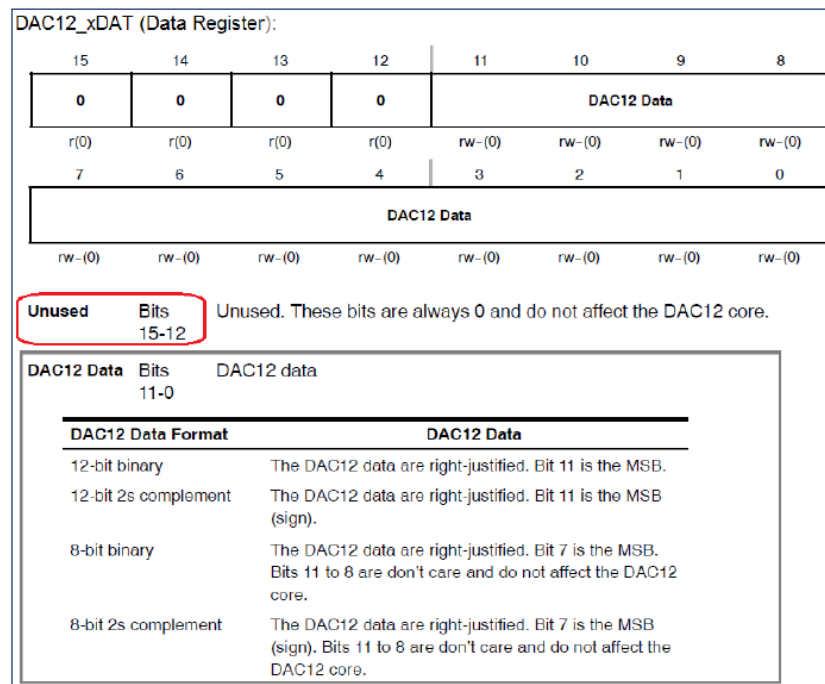 DAC12_xDAT (Data Register):
15 14 13 12 11 10 9 8
0 0 0 0 DAC12 Data
r(0) r(0) r(0) r(0) rw-(0) rw-(0) rw-(0) rw-(0)
7 6 5 4 3 2 1 0
DAC12 Data
rw-(0) rw-(0) rw-(0) rw-(0) rw-(0) rw-(0) rw-(0) rw-(0)
Unused Bits Unused. These bits are always 0 and do not affect the DAC12 core.
15-12
DAC12 Data Bits DAC12 data
11-0
DAC12 Data Format DAC12 Data
12-bit binary The DAC12 data are right-justified. Bit 11 is the MSB.
12-bit 2s complement The DAC12 data are right-justified. Bit 11 is the MSB
(sign).
8-bit binary The DAC12 data are right-justified. Bit 7 is the MSB.
Bits 11 to 8 are don't care and do not affect the DAC12
core.
8-bit 2s complement The DAC12 data are right-justified. Bit 7 is the MSB
(sign). Bits 11 to 8 are don't care and do not affect the
DAC12 core.